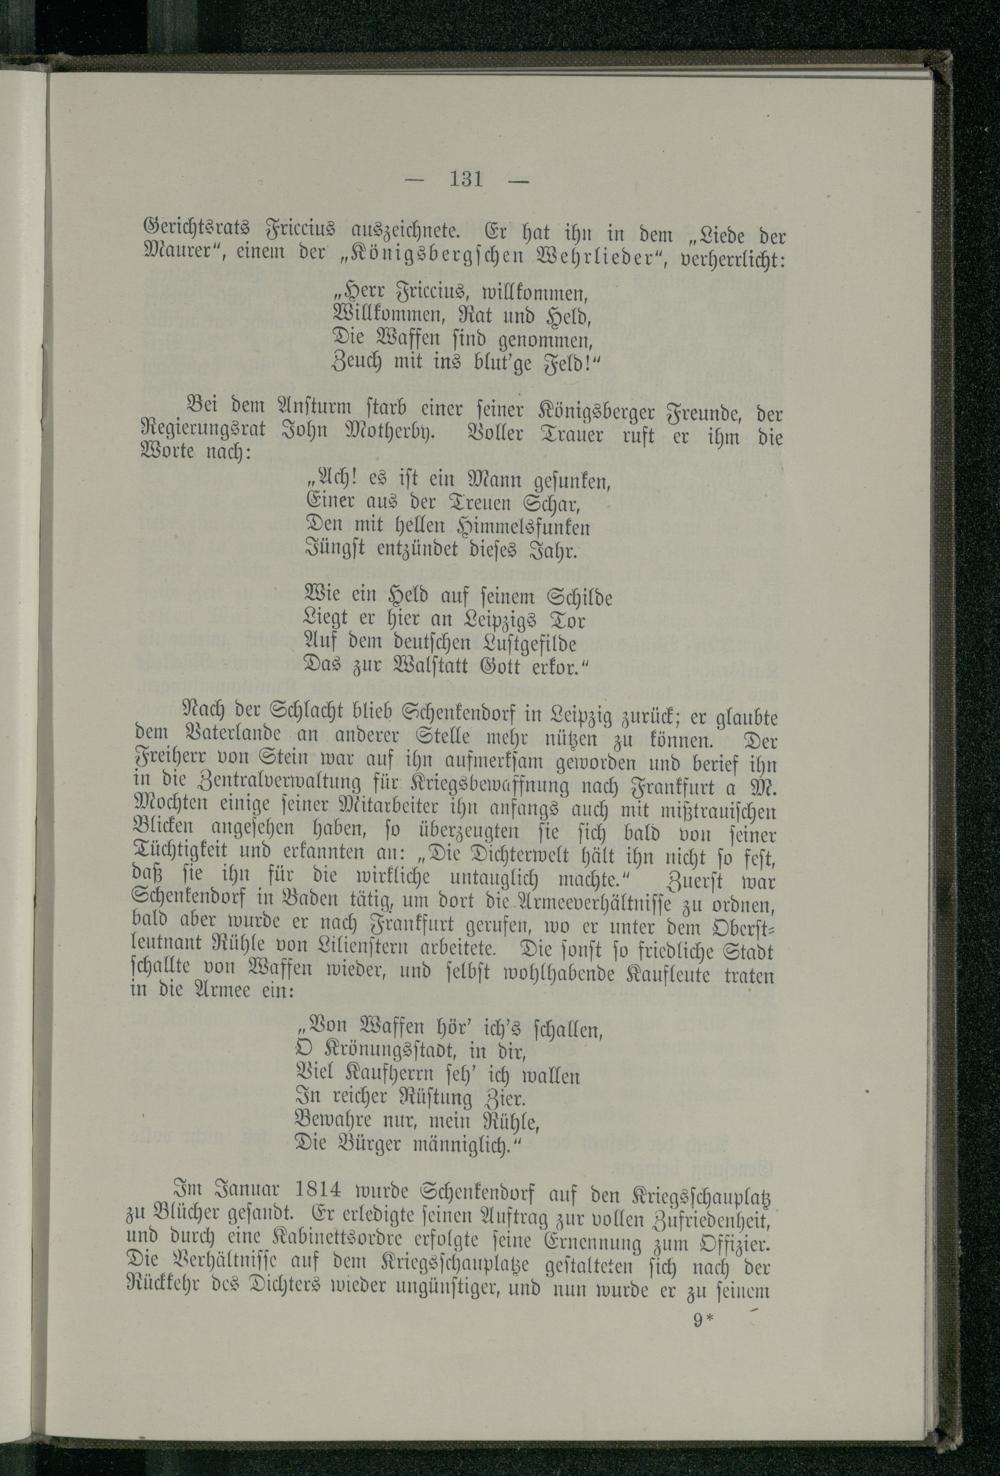 — 131 —
Gerichtsrats Friccius auszeichnete. Er hat ihn in dem „Liede der
Maurer“, einem der „Königsbergschen Wehrlieder“, verherrlicht:
„Herr Friccius, willkommen,
Willkommen, Rat und Held,
Die Waffen sind genommen,
Zeuch mit ins blut'ge Feld!“
Bei dem Ansturm starb einer seiner Königsberger Freunde, der
Regierungsrat John Motherby. Voller Trauer ruft er ihm die
Worte nach:
„Ach! es ist ein Mann gesunken,
Einer aus der Treuen Schar,
Den mit hellen Himmelsfunken
Jüngst entzündet dieses Jahr.
Wie ein Held auf seinem Schilde
Liegt er hier an Leipzigs Tor
Auf dem deutschen Lustgefilde
Das zur Walstatt Gott erkor.“
Nach der Schlacht blieb Schenkendorf in Leipzig zurück; er glaubte
dem Vaterlande an anderer Stelle mehr nützen zu können. Der
Freiherr von Stein war auf ihn aufmerksam geworden und berief ihn
in die Zentralverwaltung für Kriegsbewaffnung nach Frankfurt a M.
Mochten einige seiner Mitarbeiter ihn anfangs auch mit mißtrauischen
Blicken angesehen haben, so überzeugten sie sich bald von seiner
Tüchtigkeit und erkannten an: „Die Dichterwelt hält ihn nicht so fest,
daß sie ihn für die wirkliche untauglich machte.“ Zuerst war
Schenkendorf in Baden tätig, um dort die Armeeverhältnisse zu ordnen,
bald aber wurde er nach Frankfurt gerufen, wo er unter dem Oberst-
leutnant Rühle von Lilienstern arbeitete. Die sonst so friedliche Stadt
schallte von Waffen wieder, und selbst wohlhabende Kaufleute traten
in die Armee ein:
„Von Waffen hör' ich's schallen,
O Krönungsstadt, in dir,
Viel Kaufherrn seh' ich wallen
In reicher Rüstung Zier.
Bewahre nur, mein Rühle,
Die Bürger männiglich.“
Im Januar 1814 wurde Schenkendorf auf den Kriegsschauplatz
zu Blücher gesandt. Er erledigte seinen Auftrag zur vollen Zufriedenheit,
und durch eine Kabinettsordre erfolgte seine Ernennung zum Offizier.
Die Verhältnisse auf dem Kriegsschauplatze gestalteten sich nach der
Rückkehr des Dichters wieder ungünstiger, und nun wurde er zu seinem
9*